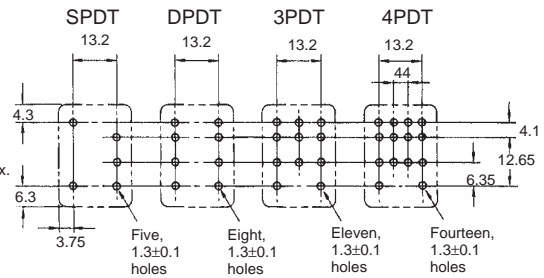 SPDT DPDT 3PDT 4PDT
13.2 13.2 13.2 13.2
44
4.3
4.1
x.
12.65
6.35
6.3
3.75
Five,
1.3±0.1
holes
Eight,
1.3±0.1
holes
Eleven,
1.3±0.1
holes
Fourteen,
1.3±0.1
holes